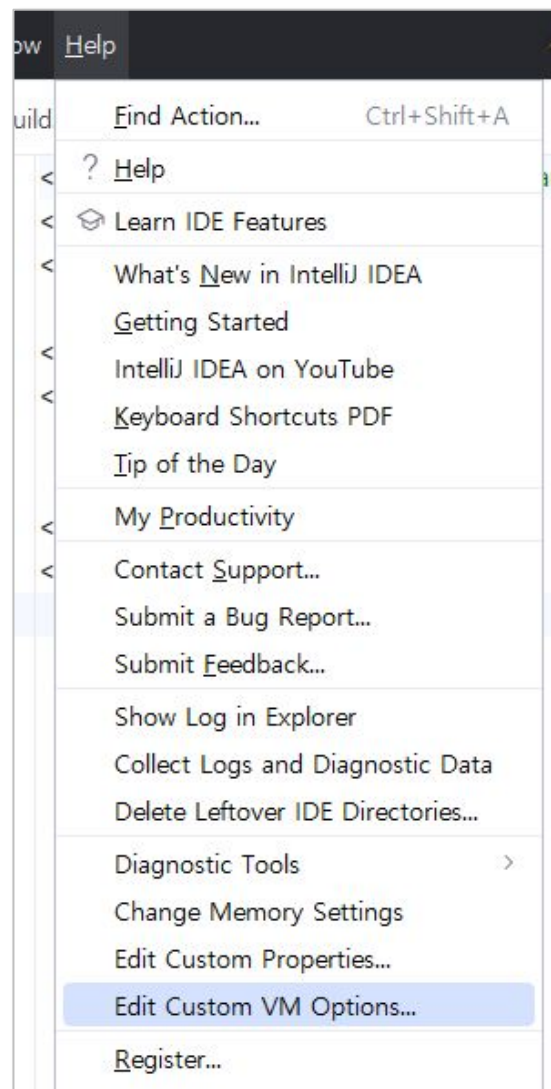 ow Help
uild
Find Action... Ctrl+Shift+A
? Help
Learn IDE Features
What's New in IntelliJ IDEA
Getting Started
IntelliJ IDEA on YouTube
Keyboard Shortcuts PDF
Tip of the Day
My Productivity
Contact Support...
Submit a Bug Report...
Submit Feedback...
Show Log in Explorer
Collect Logs and Diagnostic Data
Delete Leftover IDE Directories...
Diagnostic Tools >
Change Memory Settings
Edit Custom Properties...
Edit Custom VM Options...
Register...